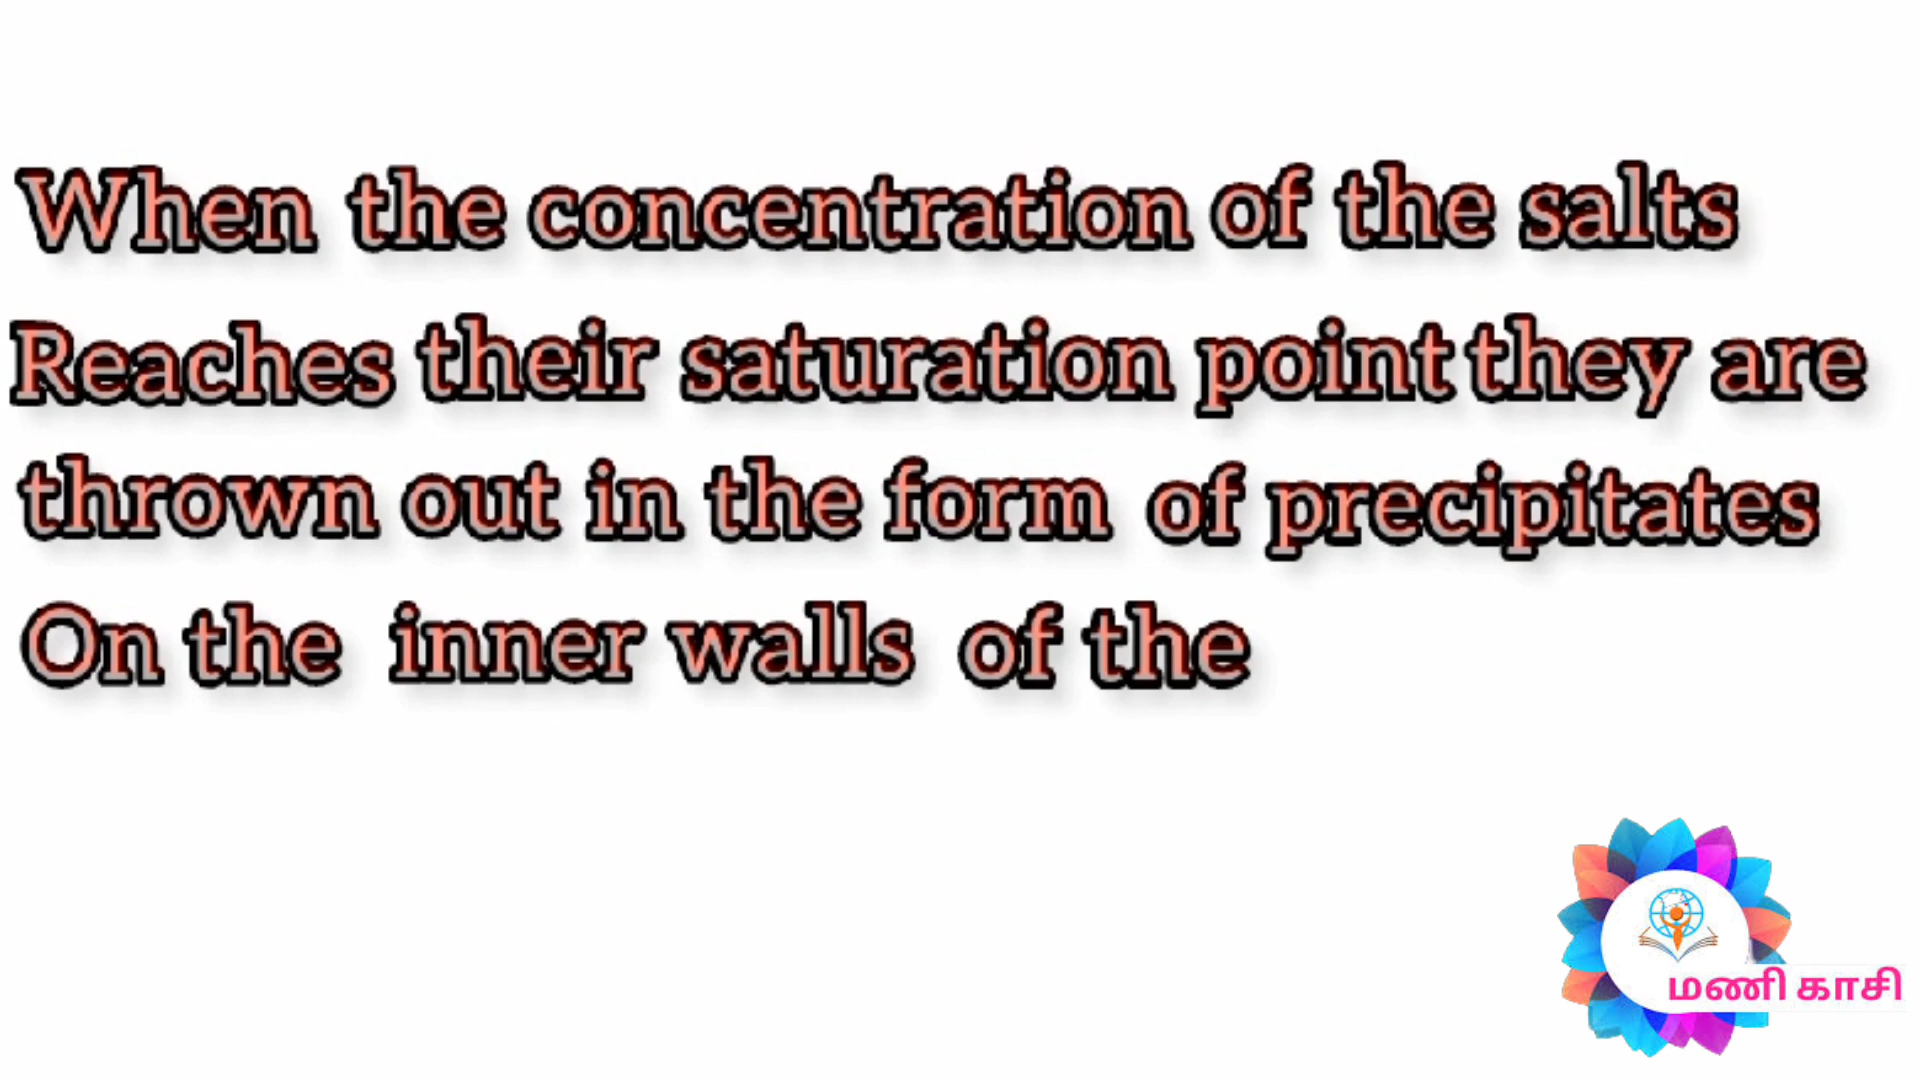 When the concentration of the salts
Reaches their saturation point they are
thrown out in the form of precipitates
On the inner walls of the
மணி காசி